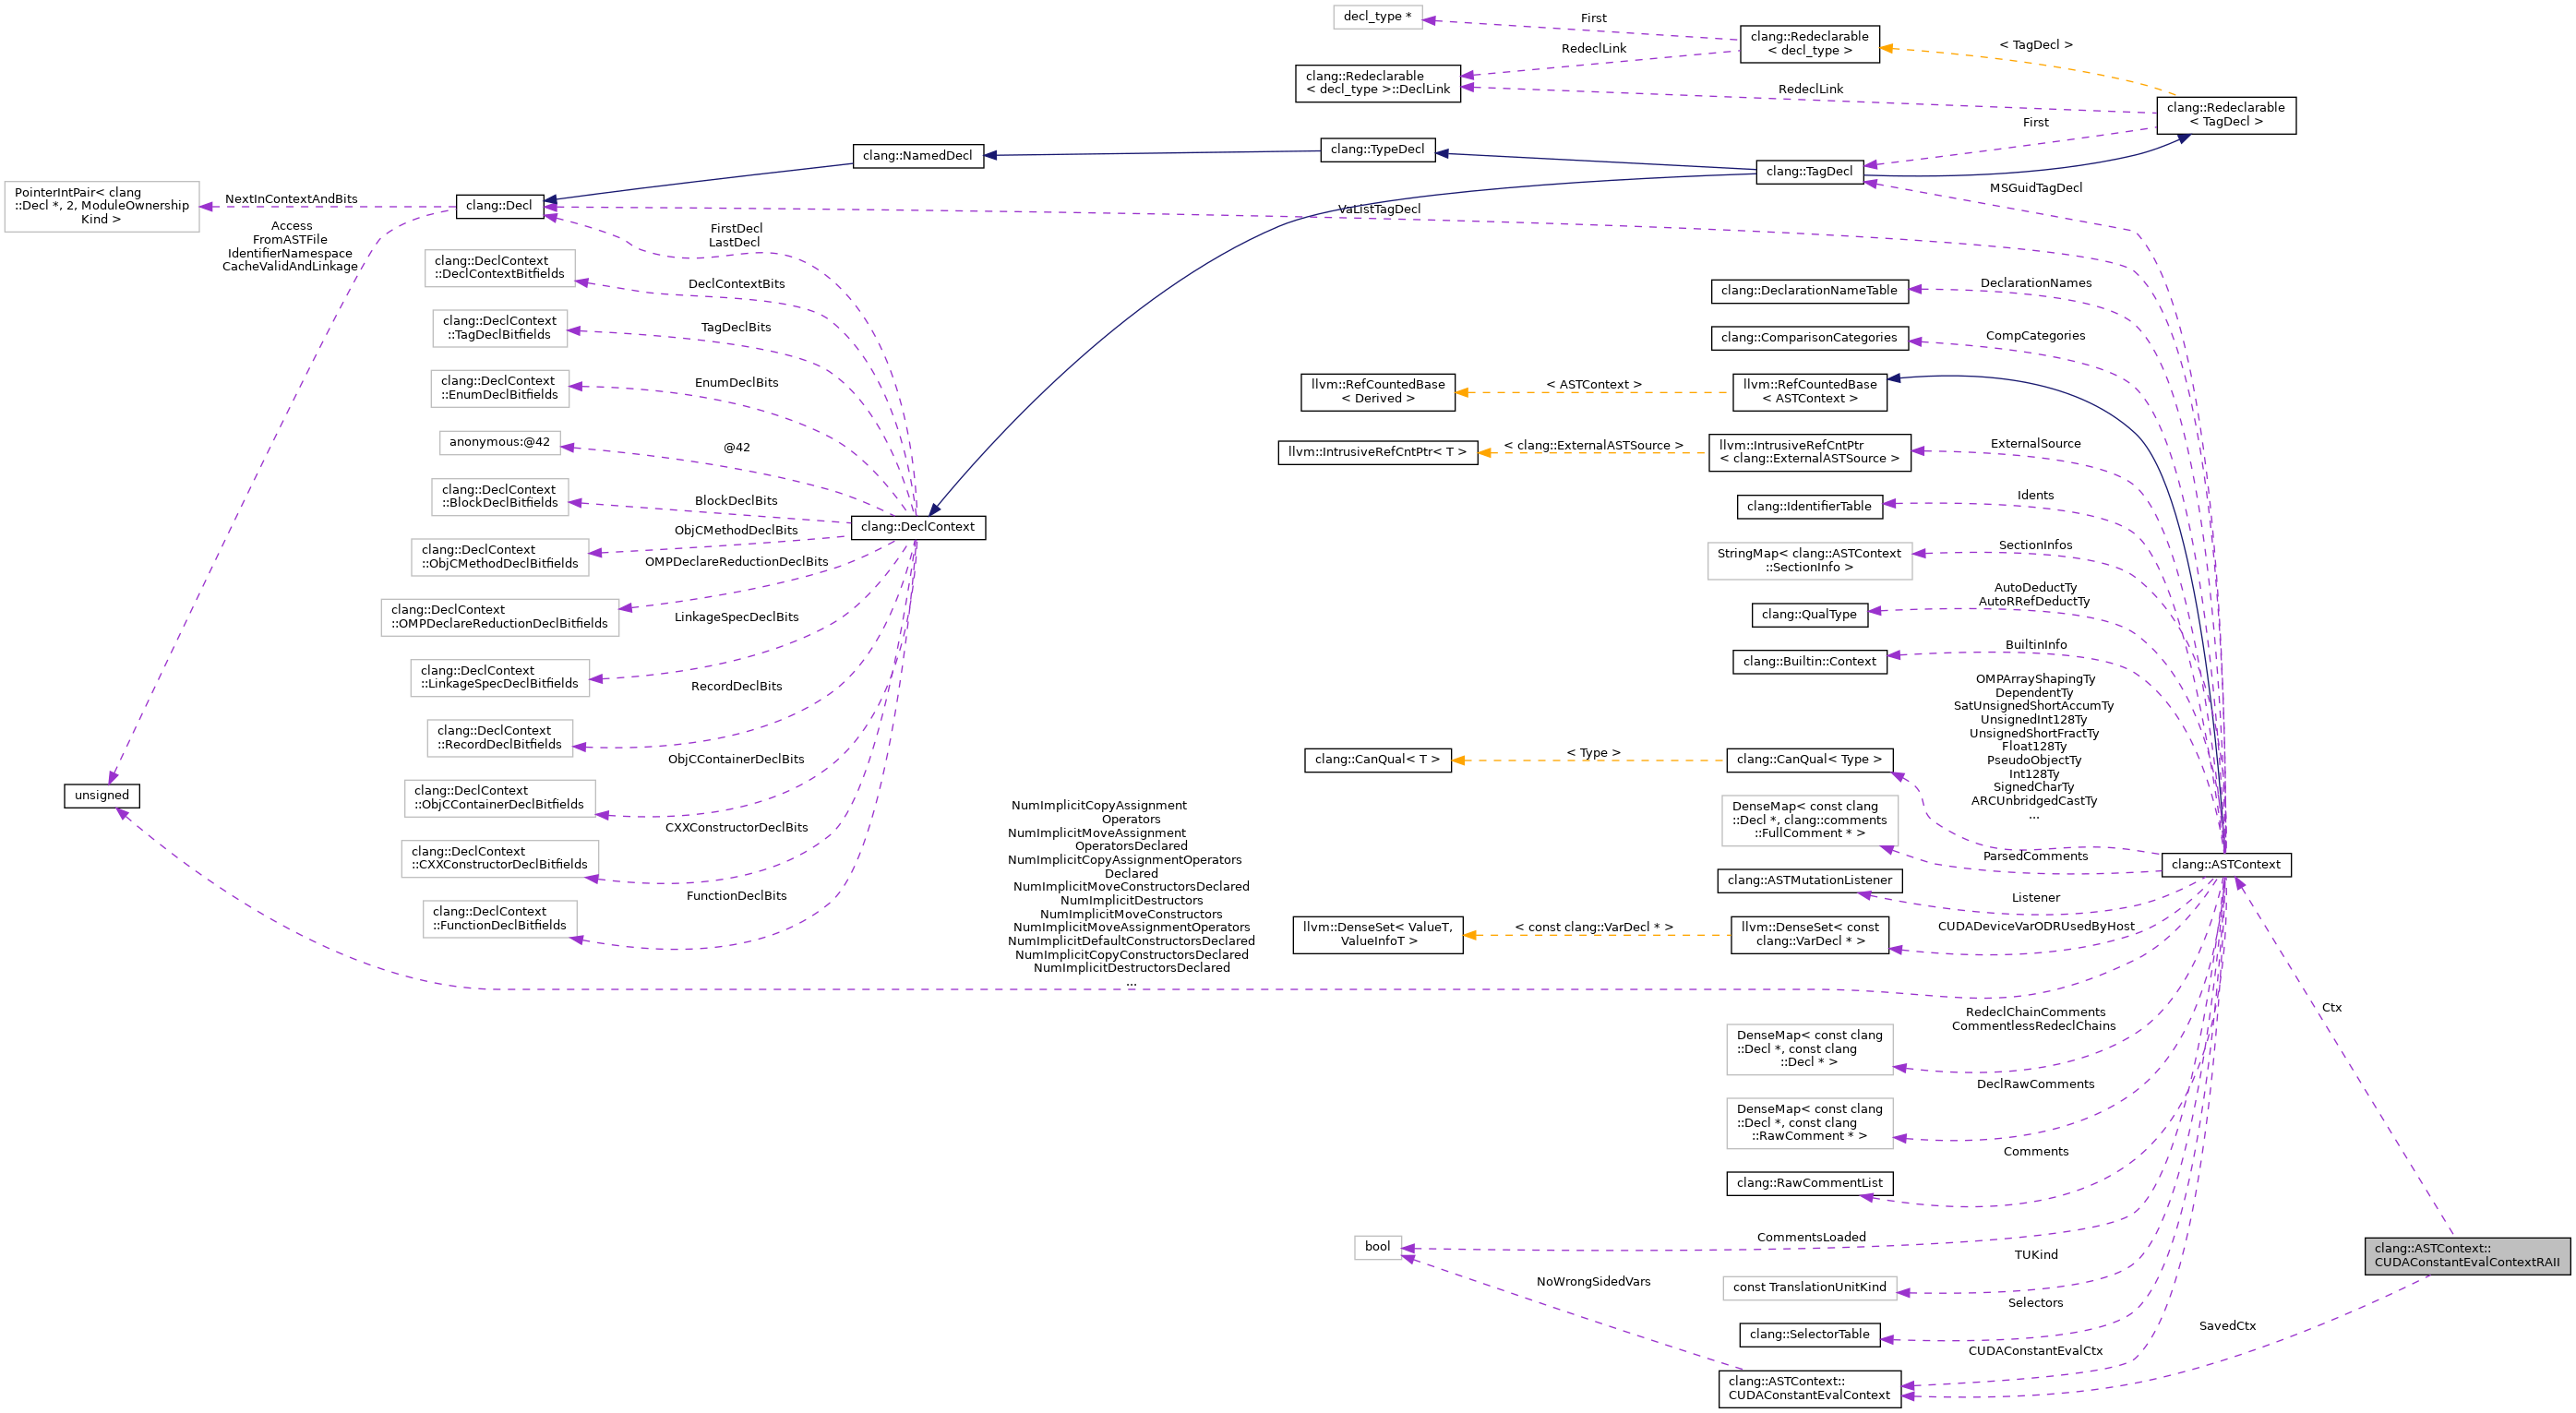 decl_type *
First
clang::Redeclarable
< decl_type >
< TagDecl >
RedeclLink
clang::Redeclarable
< decl_type >::DeclLink
RedeclLink
clang::Redeclarable
< TagDecl >
First
clang::NamedDecl
clang::TypeDecl
clang::TagDecl
MSGuidTagDecl
PointerIntPair< clang
::Decl *, 2, ModuleOwnership
Kind >
NextInContextAndBits
clang::Decl
VaListTagDecl
Access
FromASTFile
IdentifierNamespace
CacheValidAndLinkage
FirstDecl
LastDecl
clang::DeclContext
::DeclContextBitfields
DeclContextBits
clang::DeclContext
::TagDeclBitfields
TagDeclBits
clang::DeclContext
::EnumDeclBitfields
EnumDeclBits
anonymous:@42
@42
clang::DeclContext
::BlockDeclBitfields
BlockDeclBits
clang::DeclContext
clang::DeclContext
::ObjCMethodDeclBitfields
ObjCMethodDeclBits
OMPDeclareReductionDeclBits
clang::DeclContext
::OMPDeclareReductionDeclBitfields
LinkageSpecDeclBits
clang::DeclContext
::LinkageSpecDeclBitfields
RecordDeclBits
clang::DeclContext
::RecordDeclBitfields
ObjCContainerDeclBits
clang::DeclContext
::ObjCContainerDeclBitfields
CXXConstructorDeclBits
clang::DeclContext
::CXXConstructorDeclBitfields
FunctionDeclBits
clang::DeclContext
::FunctionDeclBitfields
unsigned
clang::DeclarationNameTable
DeclarationNames
clang::ComparisonCategories
CompCategories
llvm::RefCountedBase
< Derived >
< ASTContext >
llvm::RefCountedBase
< ASTContext >
llvm::IntrusiveRefCntPtr< T >
< clang::ExternalASTSource >
llvm::IntrusiveRefCntPtr
< clang::ExternalASTSource >
ExternalSource
clang::IdentifierTable
Idents
StringMap< clang::ASTContext
::SectionInfo >
SectionInfos
clang::QualType
AutoDeductTy
AutoRRefDeductTy
clang::Builtin::Context
BuiltinInfo
OMPArrayShapingTy
DependentTy
SatUnsignedShortAccumTy
UnsignedInt128Ty
UnsignedShortFractTy
Float128Ty
PseudoObjectTy
Int128Ty
SignedCharTy
ARCUnbridgedCastTy
...
clang::CanQual< T >
< Type >
clang::CanQual< Type >
DenseMap< const clang
::Decl *, clang::comments
::FullComment * >
ParsedComments
clang::ASTContext
clang::ASTMutationListener
Listener
llvm::DenseSet< ValueT,
ValueInfoT >
< const clang::VarDecl * >
llvm::DenseSet< const
clang::VarDecl * >
CUDADeviceVarODRUsedByHost
NumImplicitCopyAssignment
Operators
NumImplicitMoveAssignment
OperatorsDeclared
NumImplicitCopyAssignmentOperators
Declared
NumImplicitMoveConstructorsDeclared
NumImplicitDestructors
NumImplicitMoveConstructors
NumImplicitMoveAssignmentOperators
NumImplicitDefaultConstructorsDeclared
NumImplicitCopyConstructorsDeclared
NumImplicitDestructorsDeclared
...
Ctx
RedeclChainComments
CommentlessRedeclChains
DenseMap< const clang
::Decl *, const clang
::Decl * >
DeclRawComments
DenseMap< const clang
::Decl *, const clang
::RawComment * >
Comments
clang::RawCommentList
CommentsLoaded
bool
TUKind
const TranslationUnitKind
NoWrongSidedVars
Selectors
clang::SelectorTable
CUDAConstantEvalCtx
clang::ASTContext::
CUDAConstantEvalContext
SavedCtx
clang::ASTContext::
CUDAConstantEvalContextRAII